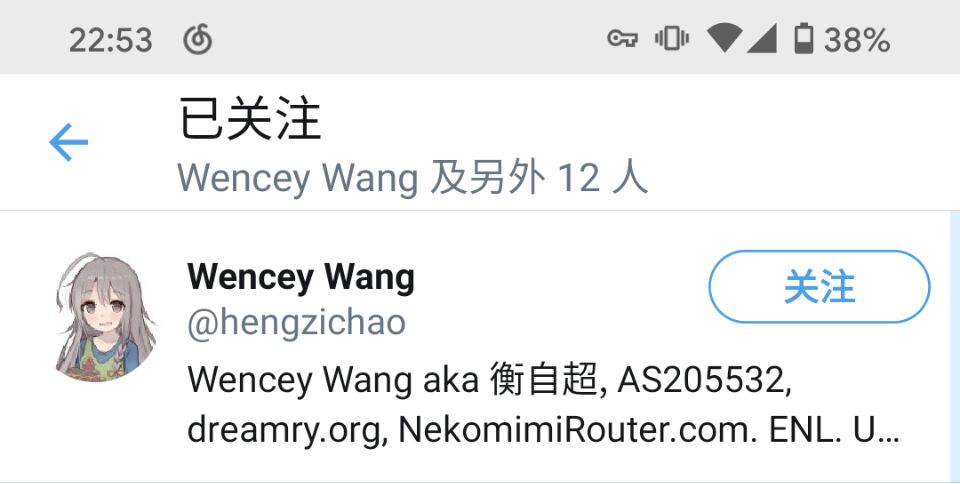 22:53 38%
已关注
Wencey Wang 及另外 12 人
Wencey Wang
关注
@hengzichao
Wencey Wang aka 衡自超, AS205532,
dreamry.org, NekomimiRouter.com. ENL. U...